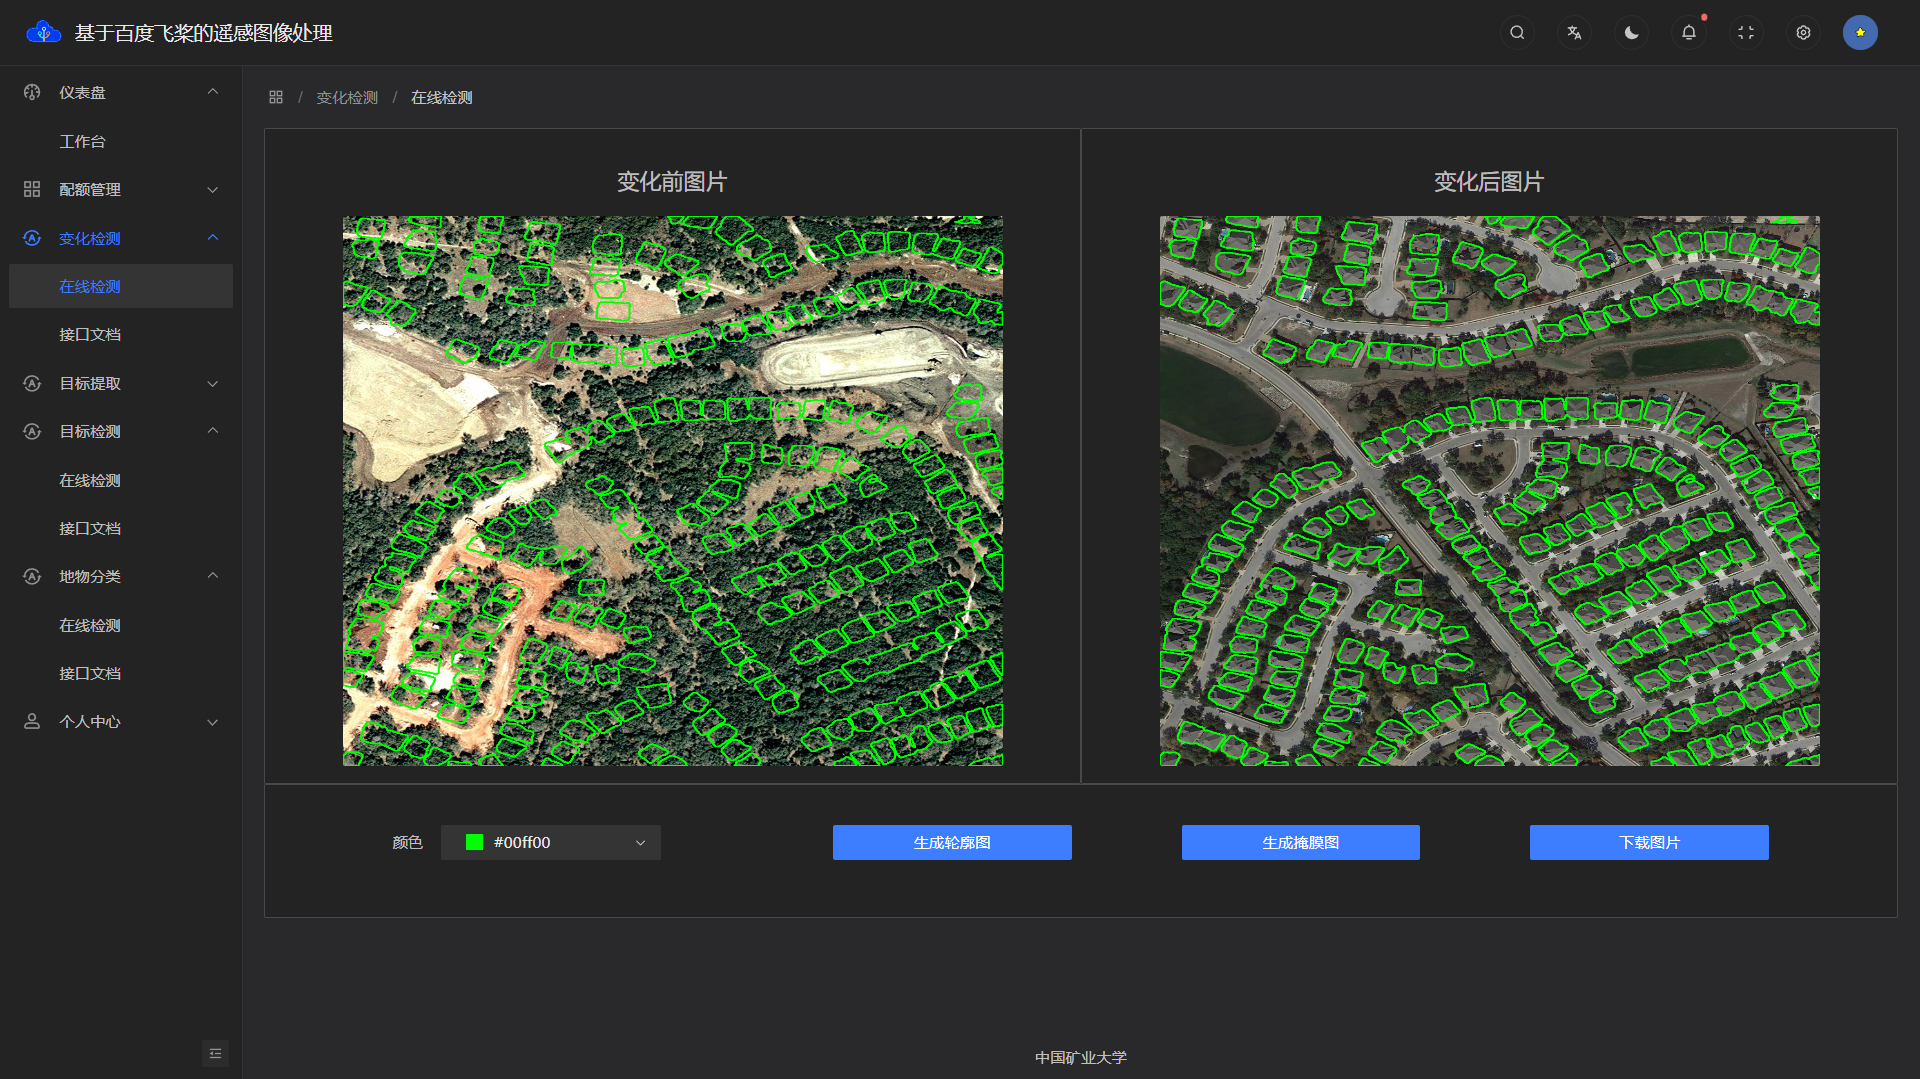 基于百度飞桨的遥感图像处理
仪表盘
工作台
配额管理
变化检测
在线检测
接口文档
目标提取
目标检测
在线检测
接口文档
地物分类
在线检测
接口文档
个人中心
/ 变化检测 / 在线检测
变化前图片
变化后图片
颜色
#00ff00
生成轮廓图
生成掩膜图
下载图片
中国矿业大学